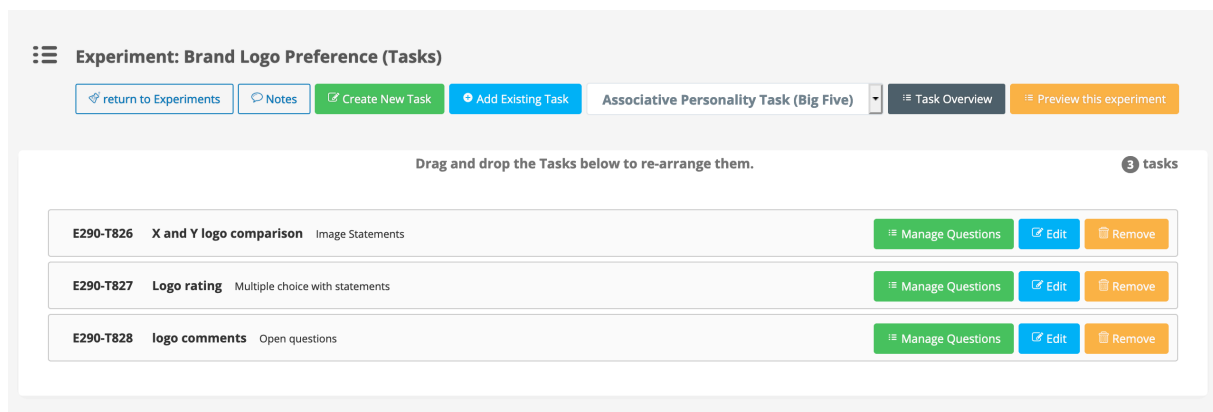 Experiment: Brand Logo Preference (Tasks)
return to Experiments Notes Create New Task Add Existing Task Associative Personality Task (Big Five) Task Overview Preview this experiment
Drag and drop the Tasks below to re-arrange them. 3 tasks
E290-T826 X and Y logo comparison Image Statements Manage Questions Edit Remove
E290-T827 Logo rating Multiple choice with statements Manage Questions Edit Remove
E290-T828 logo comments Open questions Manage Questions Edit Remove